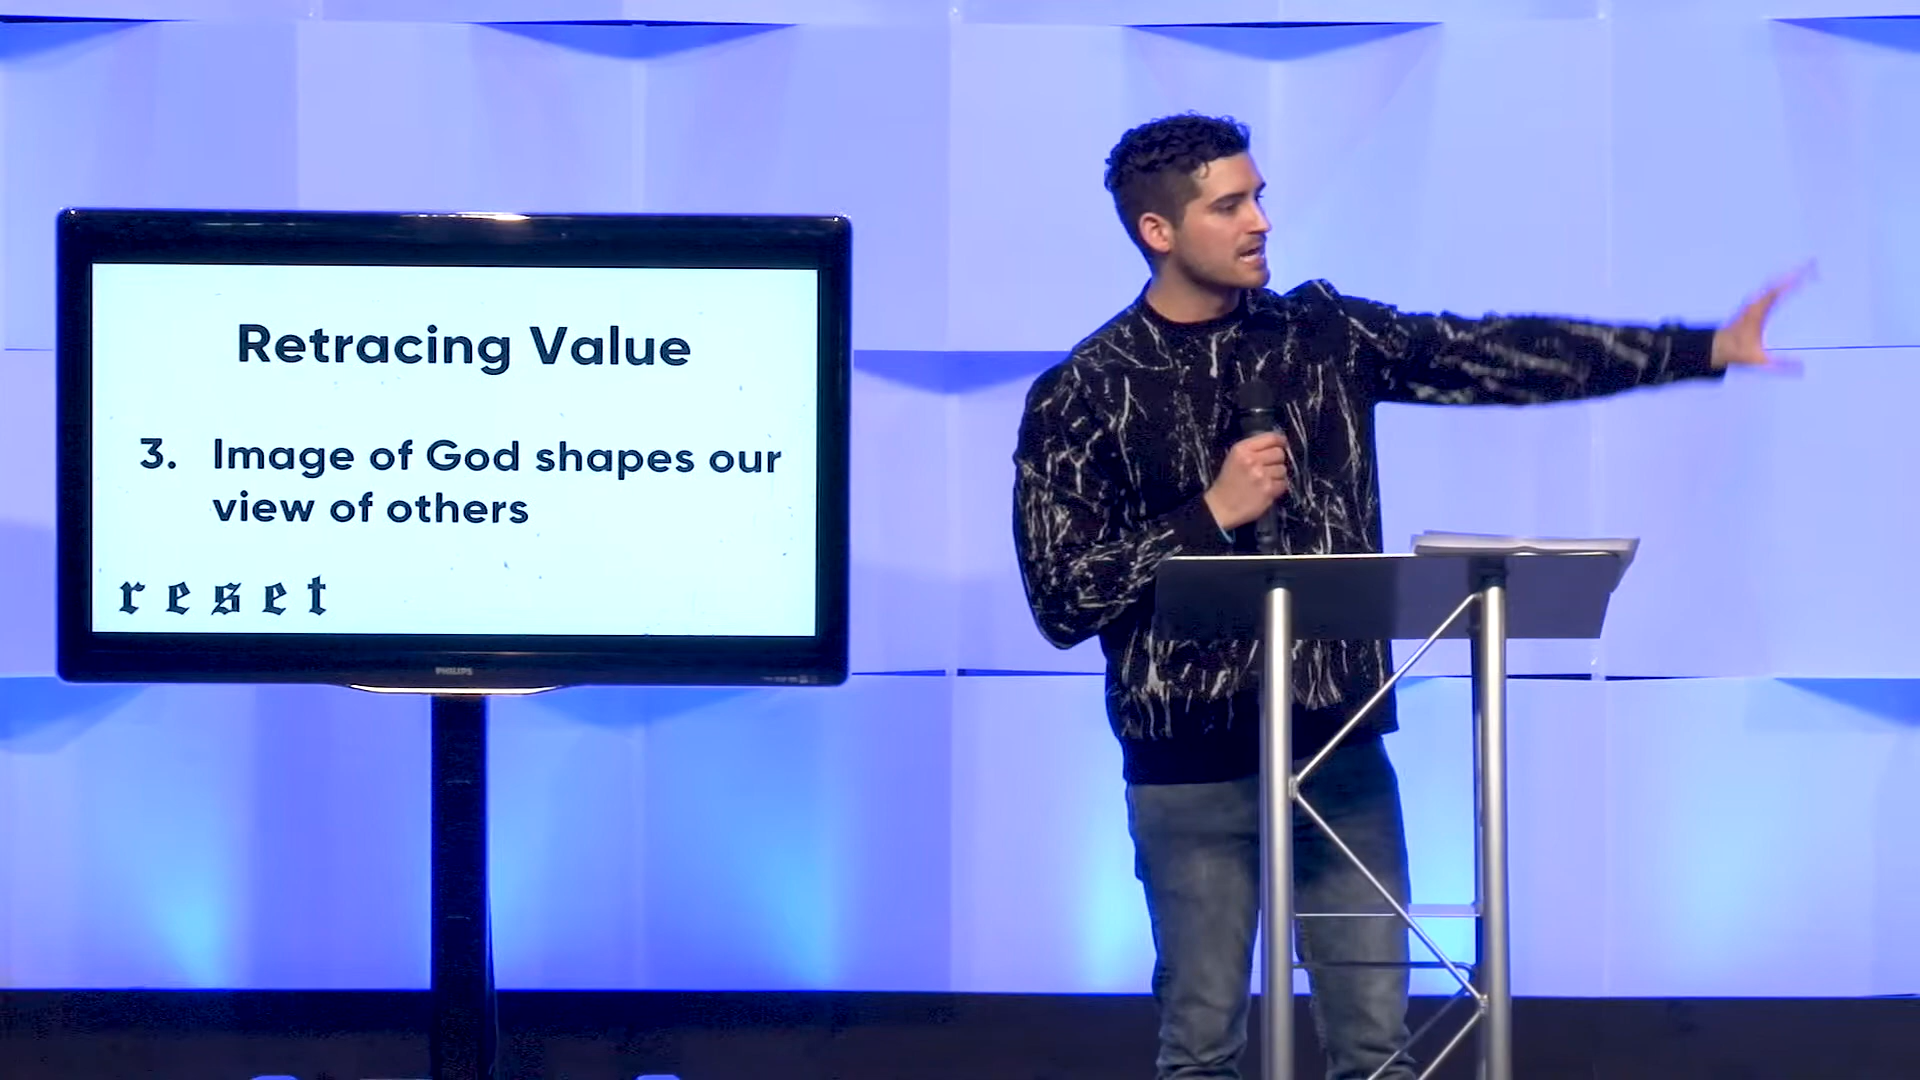 Retracing Value
3. Image of God shapes our
view of others
reset
PHILIPS